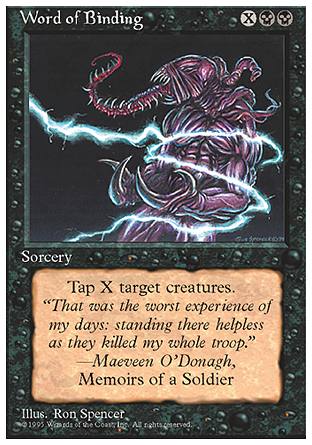 Word of Binding X
Sorcery
Tap X target creatures.
"That was the worst experience of
my days: standing there helpless
as they killed my whole troop."
—Maeveen O'Donagh,
Memoirs of a Soldier
Illus. Ron Spencer
© 1995 Wizards of the Coast, Inc. All rights reserved.